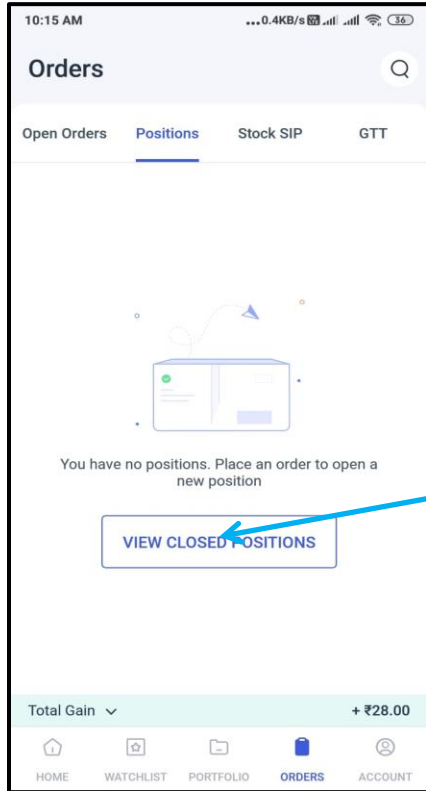 10:15 AM ...0.4KB/s 36
Orders
Open Orders Positions Stock SIP GTT
You have no positions. Place an order to open a
new position
VIEW CLOSED POSITIONS
Total Gain + ₹28.00
HOME WATCHLIST PORTFOLIO ORDERS ACCOUNT